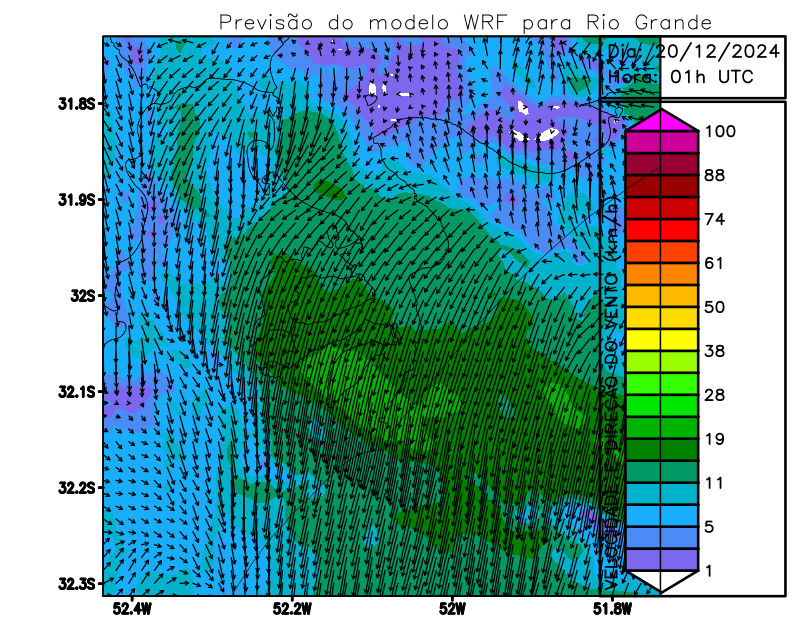 Previsão do modelo WRF para Rio Grande
Dia: 20/12/2024
Hora: 01h UTC
31.8S
31.9S
32S
32.1S
32.2S
32.3S
52.4W
52.2W
52W
51.8W
VELOCIDADE E DIREÇÃO DO VENTO (km/h)
100
88
74
61
50
38
28
19
11
5
1